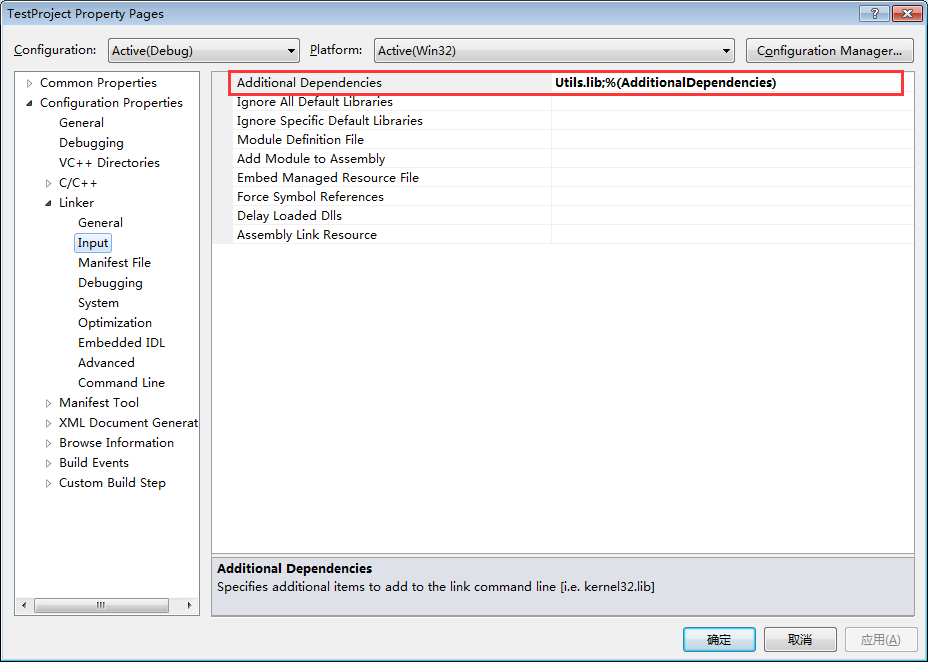 TestProject Property Pages
Configuration: Active(Debug) Platform: Active(Win32) Configuration Manager...
Common Properties
Configuration Properties
General
Debugging
VC++ Directories
C/C++
Linker
General
Input
Manifest File
Debugging
System
Optimization
Embedded IDL
Advanced
Command Line
Manifest Tool
XML Document Generat
Browse Information
Build Events
Custom Build Step
Additional Dependencies Utils.lib;%(AdditionalDependencies)
Ignore All Default Libraries
Ignore Specific Default Libraries
Module Definition File
Add Module to Assembly
Embed Managed Resource File
Force Symbol References
Delay Loaded Dlls
Assembly Link Resource
Additional Dependencies
Specifies additional items to add to the link command line [i.e. kernel32.lib]
确定 取消 应用(A)